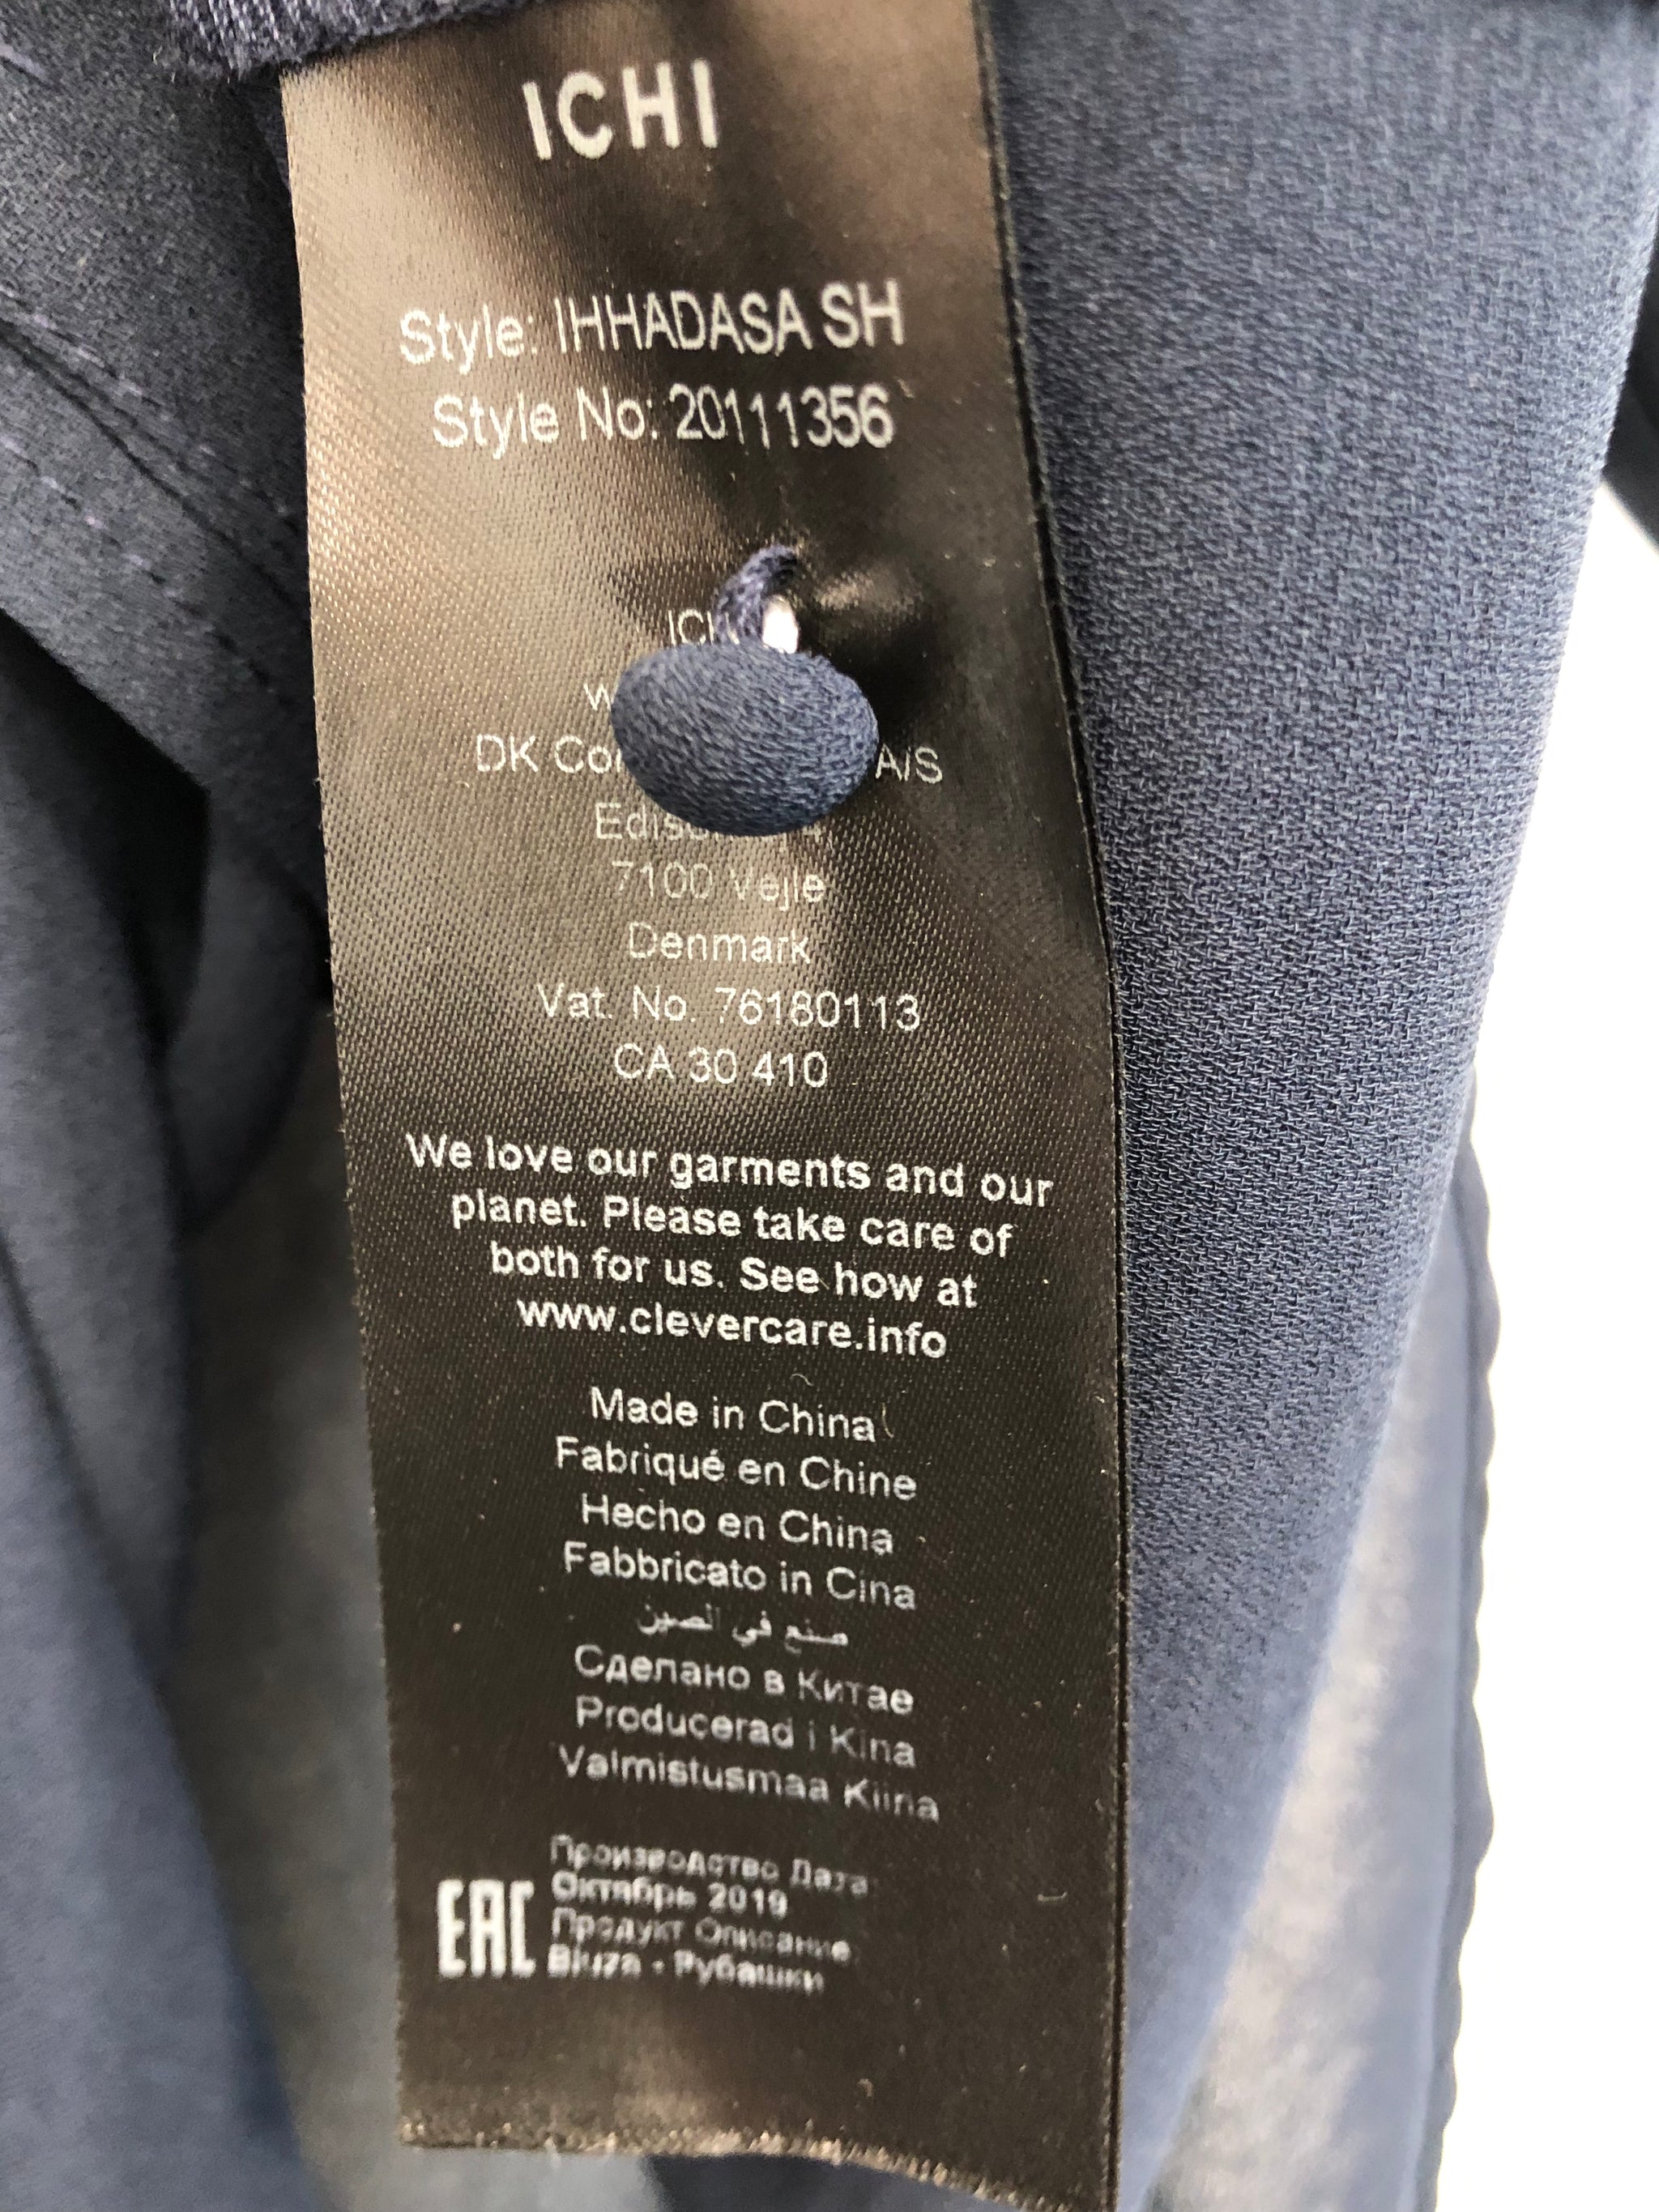 ICHI
Style: IHHADASA SH
Style No: 20111356
DK A/S
7100 Vejle
Denmark
Vat. No. 76180113
CA 30 410
We love our garments and our
planet. Please take care of
both for us. See how at
www.clevercare.info
Made in China
Fabriqué en Chine
Hecho en China
Fabbricato in Cina
صنع في الصين
Сделано в Китае
Producerad i Kina
Valmistusmaa Kiina
Производство Дата:
Октябрь 2019
Продукт Описание:
EAC Bluza - Рубашки